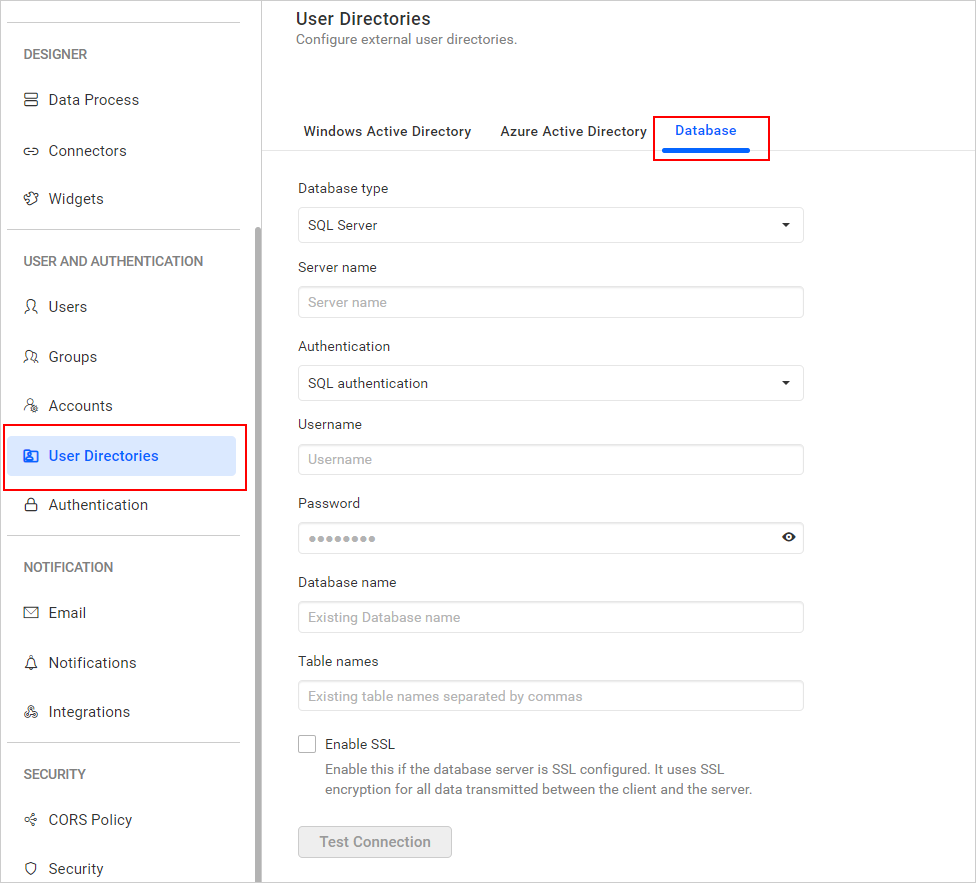 DESIGNER
Data Process
Connectors
Widgets
USER AND AUTHENTICATION
Users
Groups
Accounts
User Directories
Authentication
NOTIFICATION
Email
Notifications
Integrations
SECURITY
CORS Policy
Security
User Directories
Configure external user directories.
Windows Active Directory Azure Active Directory Database
Database type
SQL Server
Server name
Server name
Authentication
SQL authentication
Username
Username
Password
Database name
Existing Database name
Table names
Existing table names separated by commas
Enable SSL
Enable this if the database server is SSL configured. It uses SSL
encryption for all data transmitted between the client and the server.
Test Connection